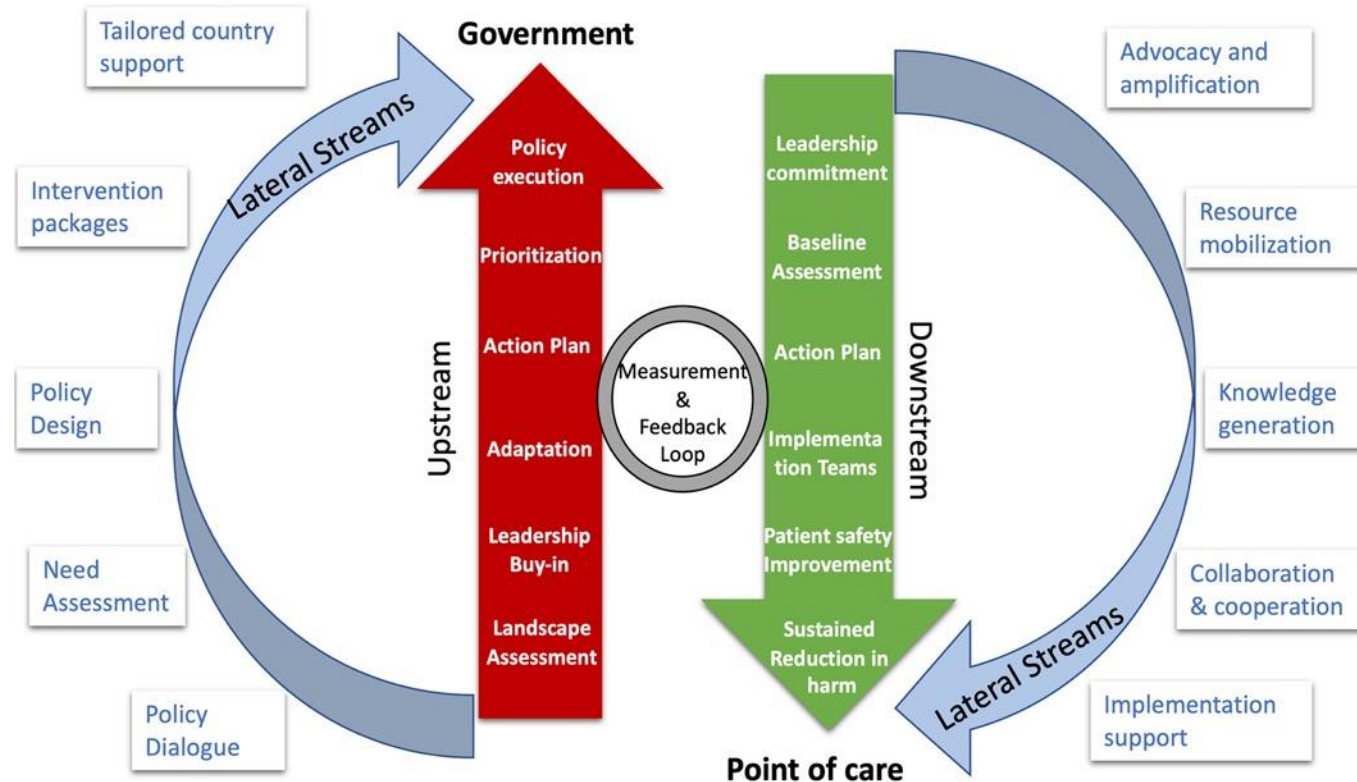 Tailored country
support
Intervention
packages
Policy
Design
Need
Assessment
Policy
Dialogue
Lateral Streams
Government
Upstream
Policy
execution
Prioritization
Action Plan
Adaptation
Leadership
Buy-in
Landscape
Assessment
Measurement
&
Feedback
Loop
Leadership
commitment
Baseline
Assessment
Action Plan
Implementa
tion Teams
Patient safety
Improvement
Sustained
Reduction in
harm
Downstream
Point of care
Lateral Streams
Advocacy and
amplification
Resource
mobilization
Knowledge
generation
Collaboration
& cooperation
Implementation
support